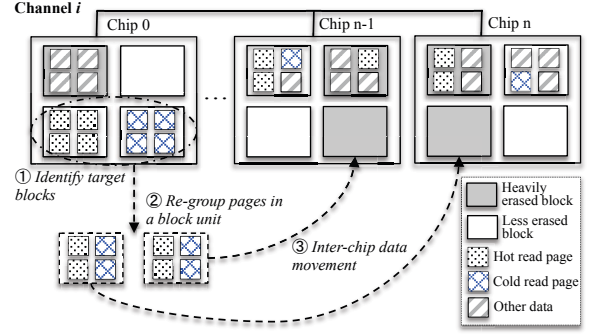 Channel i
Chip 0
Chip n-1
Chip n
...
① Identify target
blocks
② Re-group pages in
a block unit
③ Inter-chip data
movement
Heavily
erased block
Less erased
block
Hot read page
Cold read page
Other data